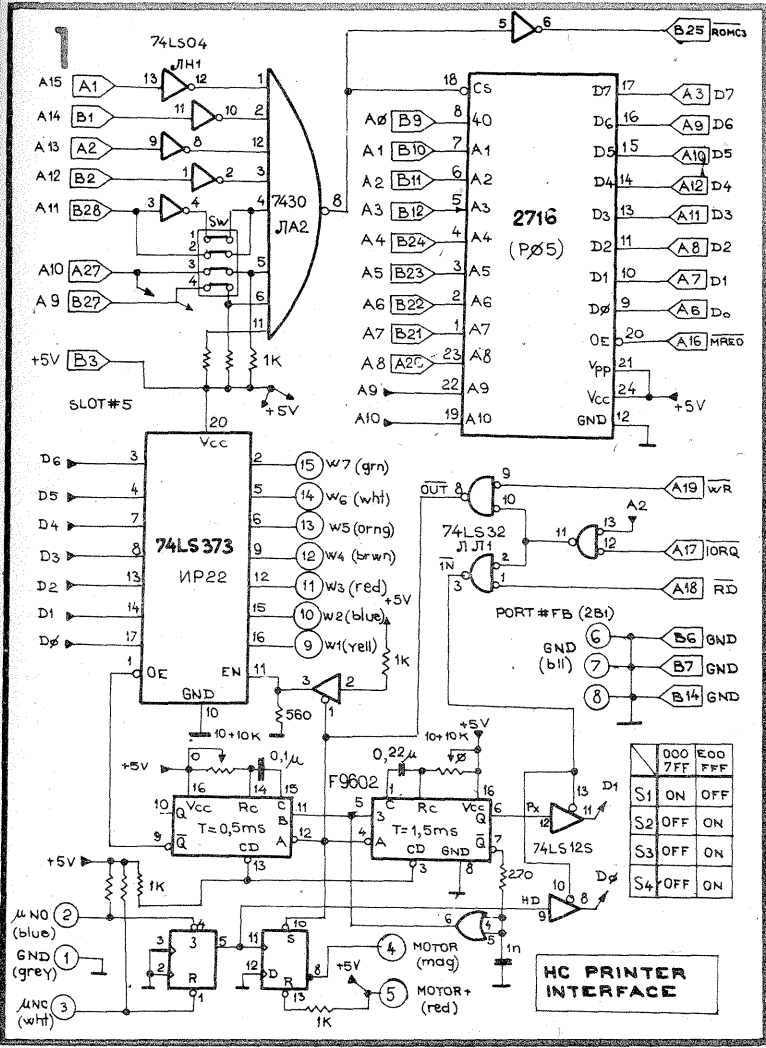 1
74LS04
ЛН1
A15 A1 13 12 1
A14 B1 11 10 2
A13 A2 9 8 12
A12 B2 1 2 3
A11 B28 3 4 4
SW
1
2
3
4
7430
ЛА2
8
A10 A27 5
A9 B27 6
11
+5V B3
1K
+5V
SLOT #5
5 6 B25 ROMC3
18 CS
AØ B9 8 40
A1 B10 7 A1
A2 B11 6 A2
A3 B12 5 A3
A4 B24 4 A4
A5 B23 3 A5
A6 B22 2 A6
A7 B21 1 A7
A8 A26 23 A8
A9 22 A9
A10 19 A10
2716
(PØ5)
D7 17 A3 D7
D6 16 A9 D6
D5 15 A10 D5
D4 14 A12 D4
D3 13 A11 D3
D2 11 A8 D2
D1 10 A7 D1
DØ 9 A6 Do
OE 20 A16 MREQ
Vpp 21
Vcc 24
+5V
GND 12
20
Vcc
D6 3
D5 4
D4 7
D3 8
D2 13
D1 14
DØ 17
1 OE
74LS373
ИР22
2 15 W7 (grn)
5 14 W6 (wht)
6 13 W5 (orng)
9 12 W4 (brwn)
12 11 W3 (red)
15 10 W2 (blue)
16 9 W1 (yell)
EN 11
GND
10
+5V
1K
3 2
1
560
OUT 8
9
10
A19 WR
74LS32
ЛЛ1
11
13
12
A2
A17 IORQ
IN
3
2
1
A18 RD
PORT #FB (2B1)
GND
(bll)
6 B6 GND
7 B7 GND
8 B14 GND
+5V
10+10K
0,1µ
16 14 15
10 Q Vcc Rc C
B 11
T=0,5ms
9 Q A 12
CD
13
F9602
0,22µ
10+10K
+5V
1 16
C Rc Vcc
5 3
Q 6
T=1,5ms
4 A Q 7
CD GND
3 8
Rx
12 11 D1
13
74LS12S
HD
9 8 DØ
10
270
1n
6 4
5
000
7FF
E00
FFF
S1 ON OFF
S2 OFF ON
S3 OFF ON
S4 OFF ON
+5V
1K
µNO 2
(blue)
GND 1
(grey)
µNC 3
(wht)
4
3 3 5
2
R
1
10
11 S
12 D 8
R
13
1K
4 MOTOR
(mag)
+5V
5 MOTOR+
(red)
HC PRINTER
INTERFACE